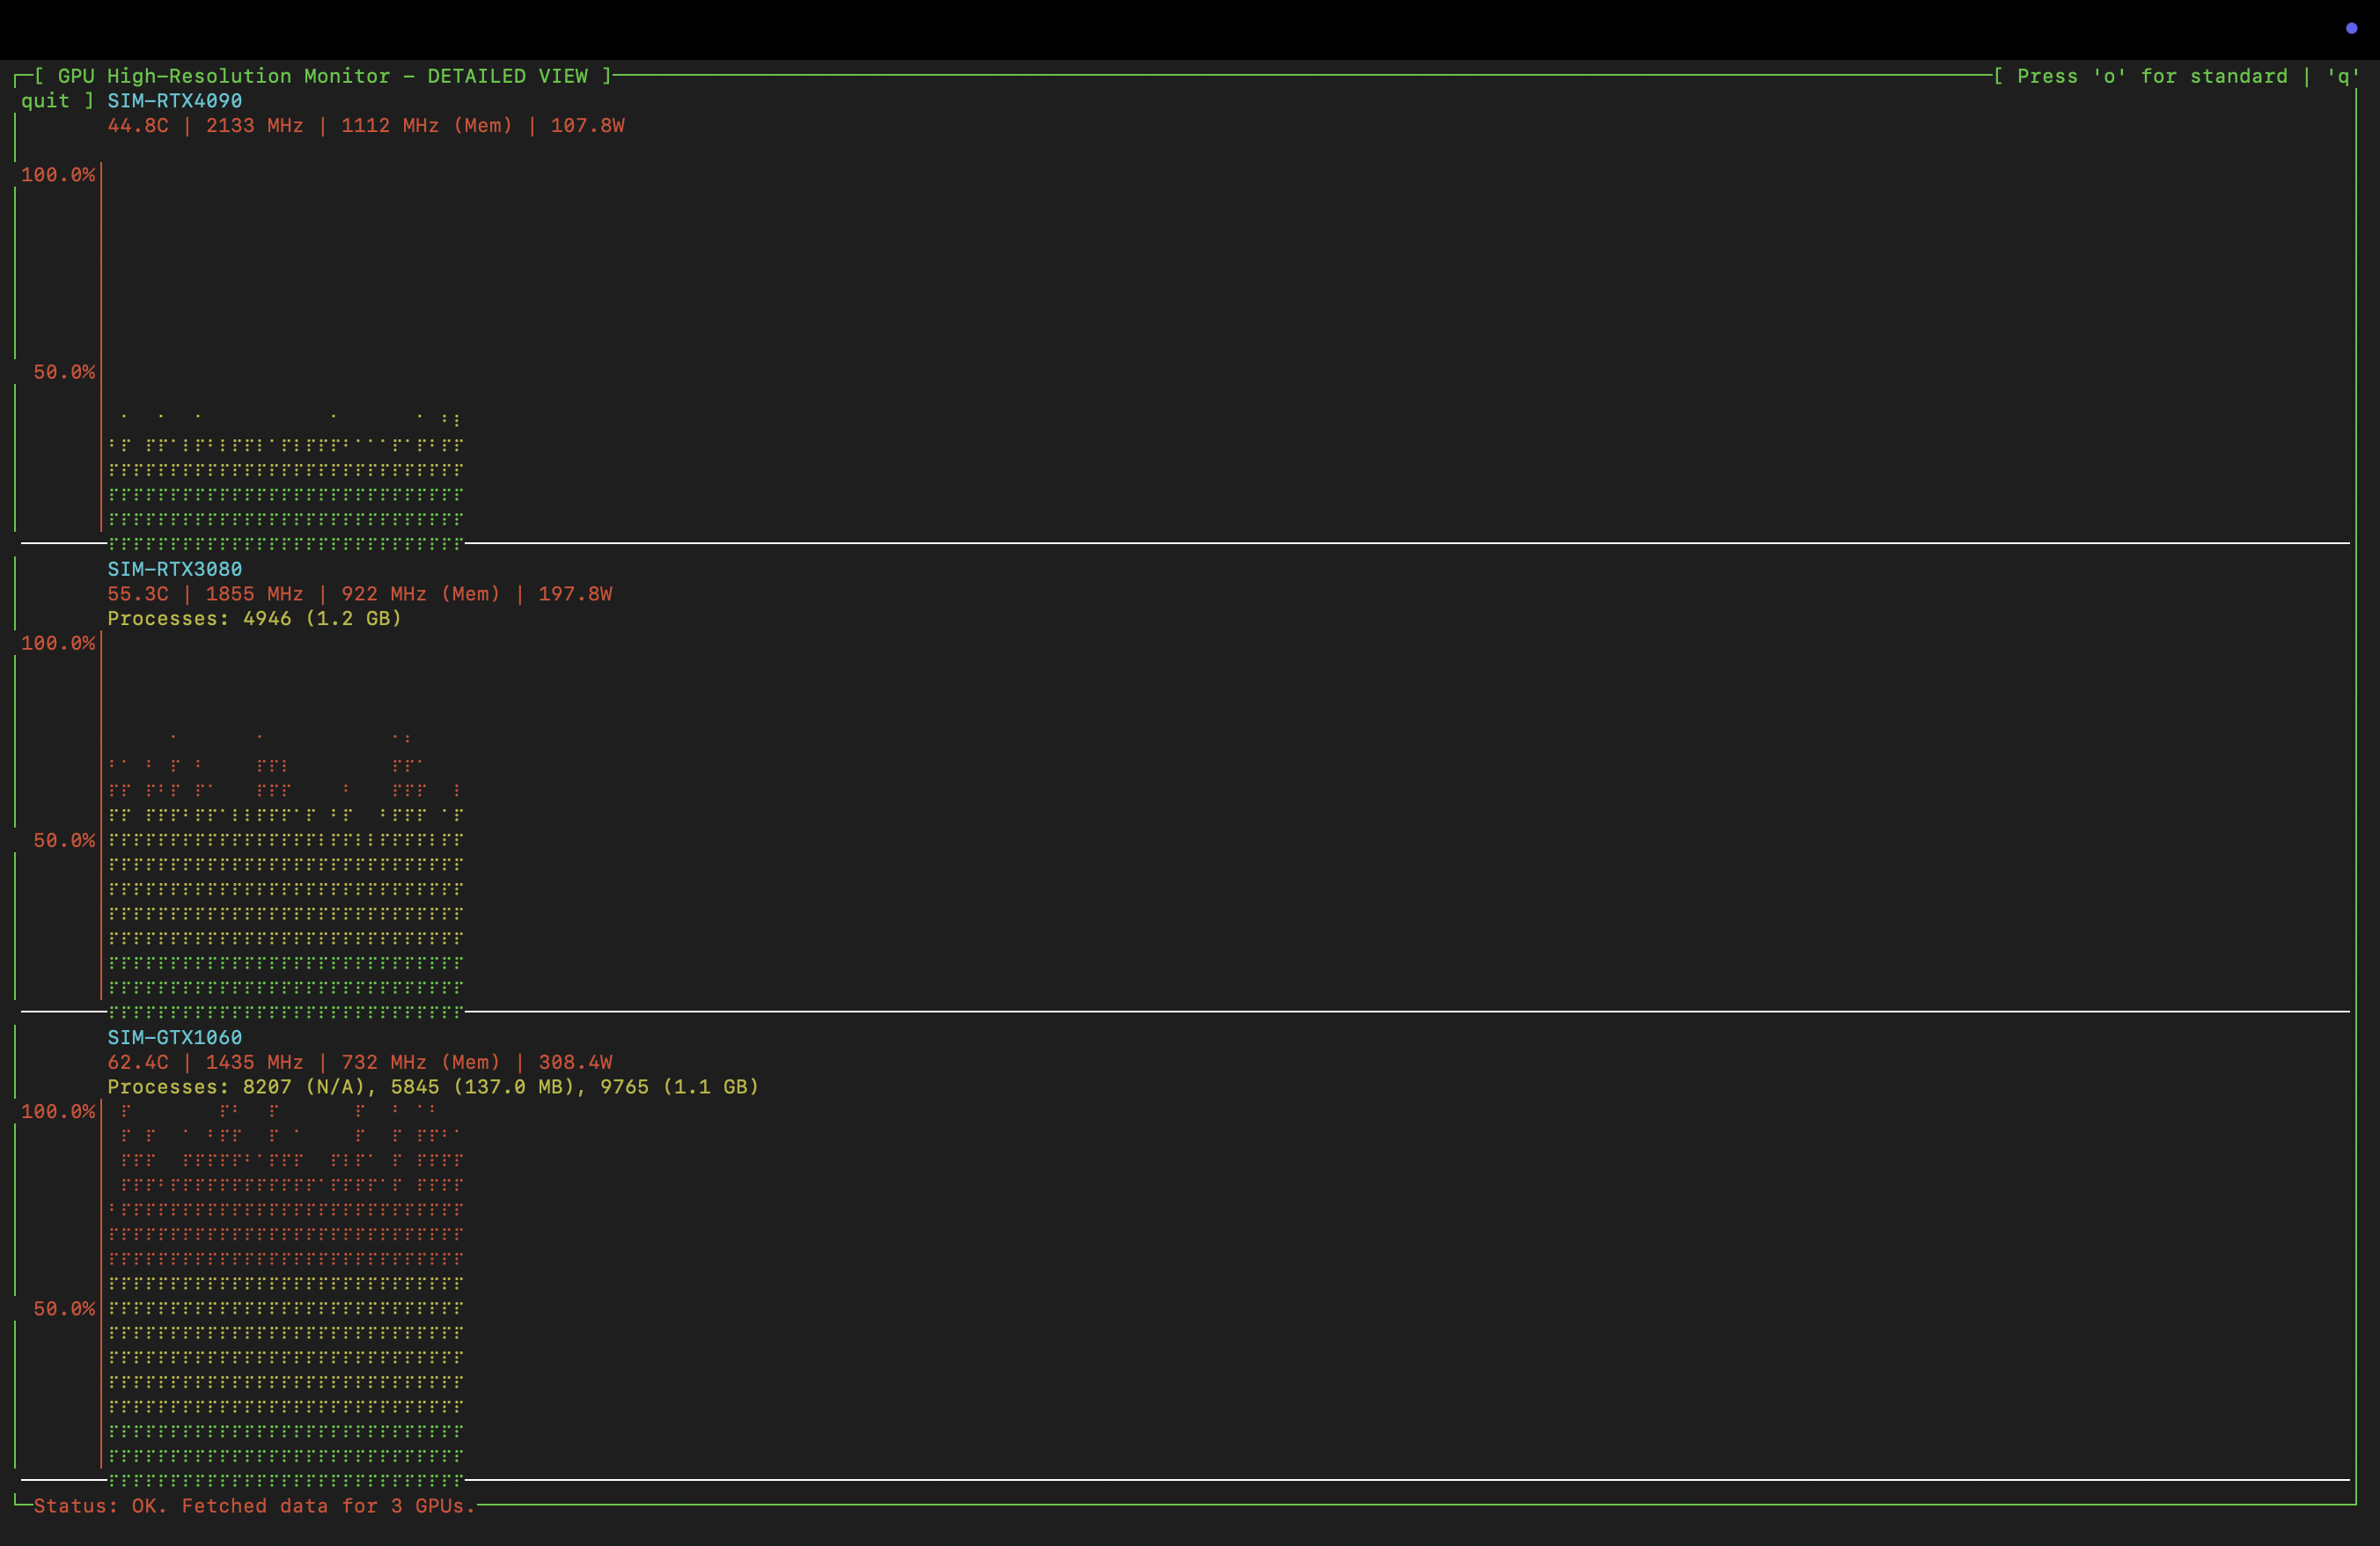 [ GPU High-Resolution Monitor - DETAILED VIEW ] [ Press 'o' for standard | 'q'
quit ] SIM-RTX4090
44.8C | 2133 MHz | 1112 MHz (Mem) | 107.8W
100.0%
50.0%
SIM-RTX3080
55.3C | 1855 MHz | 922 MHz (Mem) | 197.8W
Processes: 4946 (1.2 GB)
100.0%
50.0%
SIM-GTX1060
62.4C | 1435 MHz | 732 MHz (Mem) | 308.4W
Processes: 8207 (N/A), 5845 (137.0 MB), 9765 (1.1 GB)
100.0%
50.0%
Status: OK. Fetched data for 3 GPUs.